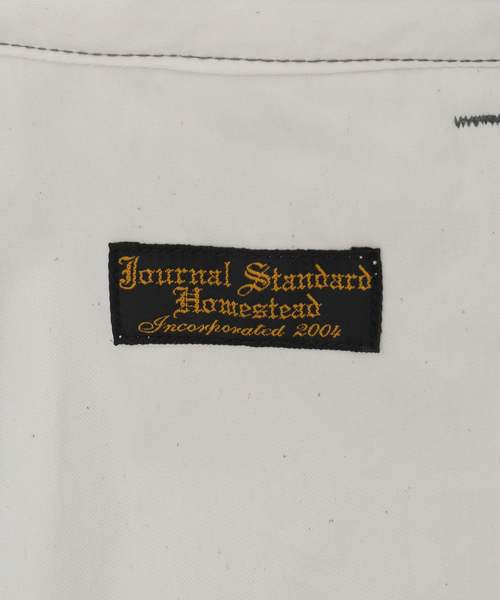 Journal Standard
Homestead
Incorporated 2004